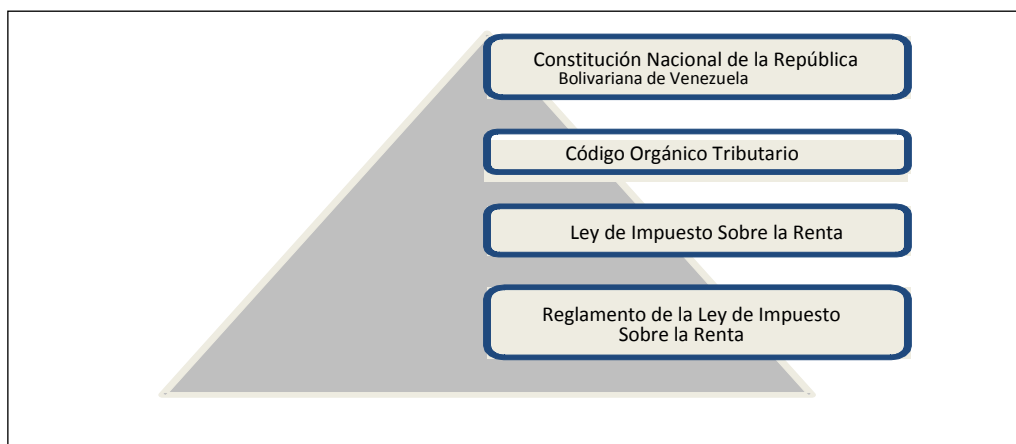 Constitución Nacional de la República
Bolivariana de Venezuela
Código Orgánico Tributario
Ley de Impuesto Sobre la Renta
Reglamento de la Ley de Impuesto
Sobre la Renta